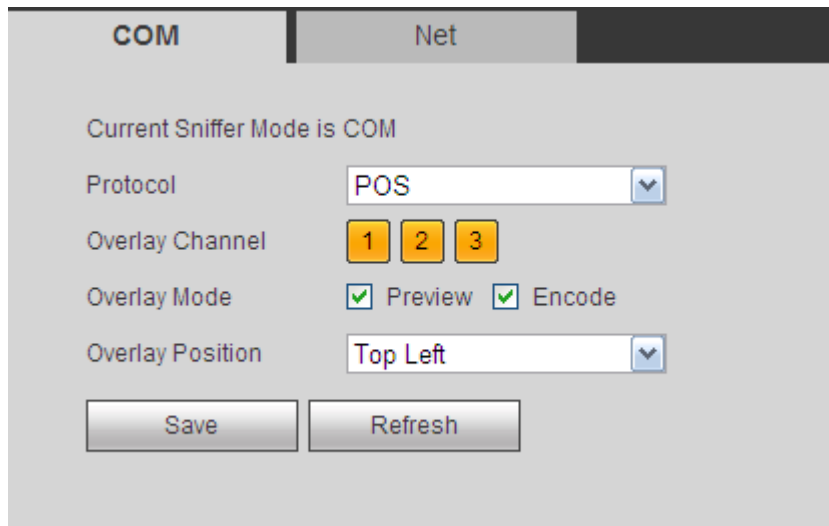 COM Net
Current Sniffer Mode is COM
Protocol POS
Overlay Channel 1 2 3
Overlay Mode Preview Encode
Overlay Position Top Left
Save Refresh